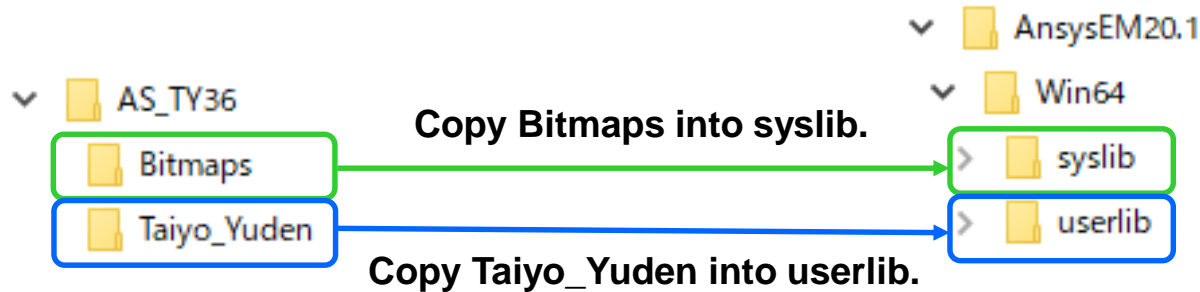 AnsysEM20.1
AS_TY36
Win64
Copy Bitmaps into syslib.
Bitmaps
syslib
Taiyo_Yuden
userlib
Copy Taiyo_Yuden into userlib.